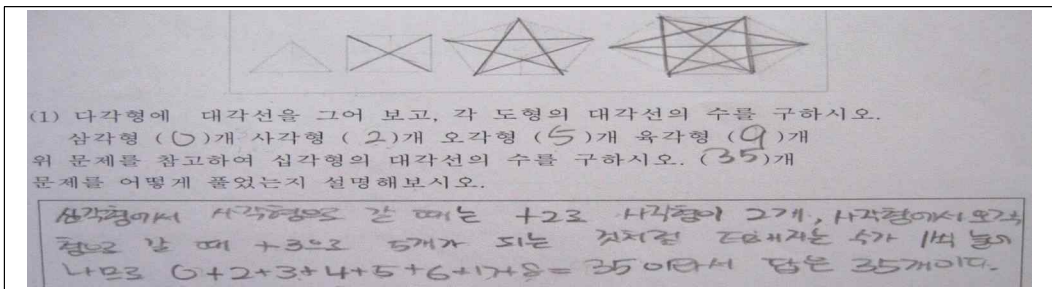 (1) 다각형에 대각선을 그어 보고, 각 도형의 대각선의 수를 구하시오.
삼각형 (0)개 사각형 (2)개 오각형 (5)개 육각형 (9)개
위 문제를 참고하여 십각형의 대각선의 수를 구하시오. (35)개
문제를 어떻게 풀었는지 설명해보시오.
삼각형에서 사각형으로 갈 때는 +2로 사각형이 2개, 사각형에서 오각
형으로 갈 때 +3으로 5개가 되는 것처럼 더해지는 수가 1씩 늘어
나므로 0+2+3+4+5+6+7+8=35이라서 답은 35개이다.